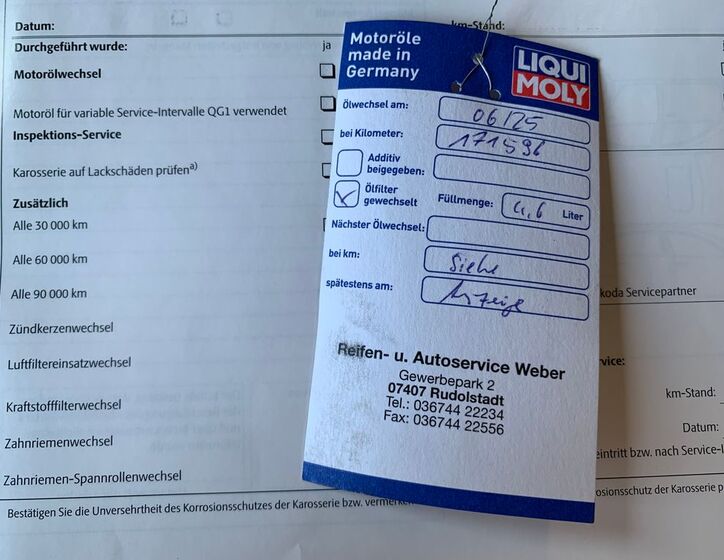 Datum:
km-Stand:
Durchgeführt wurde:
ja
Motorölwechsel
Motoröl für variable Service-Intervalle QG1 verwendet
Inspektions-Service
Karosserie auf Lackschäden prüfen a)
Zusätzlich
Alle 30 000 km
Alle 60 000 km
Alle 90 000 km
Zündkerzenwechsel
Luftfiltereinsatzwechsel
Kraftstofffilterwechsel
Zahnriemenwechsel
Zahnriemen-Spannrollenwechsel
Bestätigen Sie die Unversehrtheit des Korrosionsschutzes der Karosserie bzw.
Motoröle
made in
Germany
LIQUI
MOLY
Ölwechsel am: 06/25
bei Kilometer: 171596
Additiv
beigegeben:
Ölfilter
gewechselt
Füllmenge: 4,6 Liter
Nächster Ölwechsel:
bei km: Siehe
spätestens am: Anzeige
Reifen- u. Autoservice Weber
Gewerbepark 2
07407 Rudolstadt
Tel.: 036744 22234
Fax: 036744 22556
koda Servicepartner
vice:
km-Stand:
Datum:
eintritt bzw. nach Service-I
osionsschutz der Karosserie p